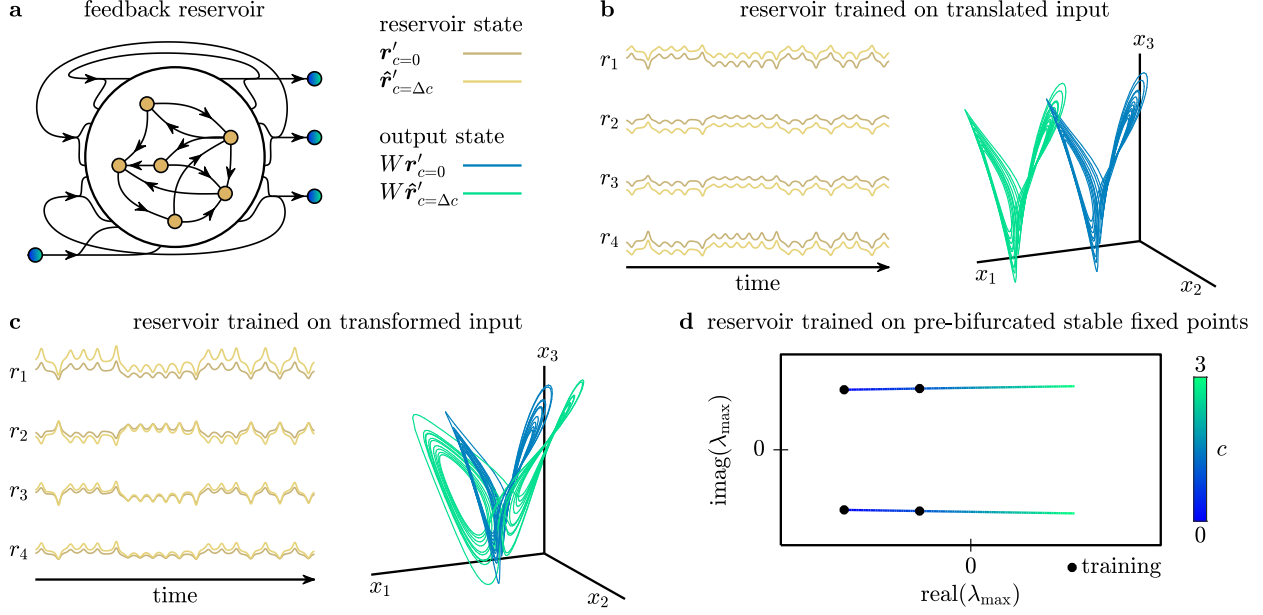 a feedback reservoir
reservoir state
r′c=0
r̂′c=Δc
output state
Wr′c=0
Wr̂′c=Δc
b reservoir trained on translated input
r1
r2
r3
r4
time
x3
x1
x2
c reservoir trained on transformed input
r1
r2
r3
r4
time
x3
x1
x2
d reservoir trained on pre-bifurcated stable fixed points
imag(λmax)
0
0
real(λmax)
training
3
c
0